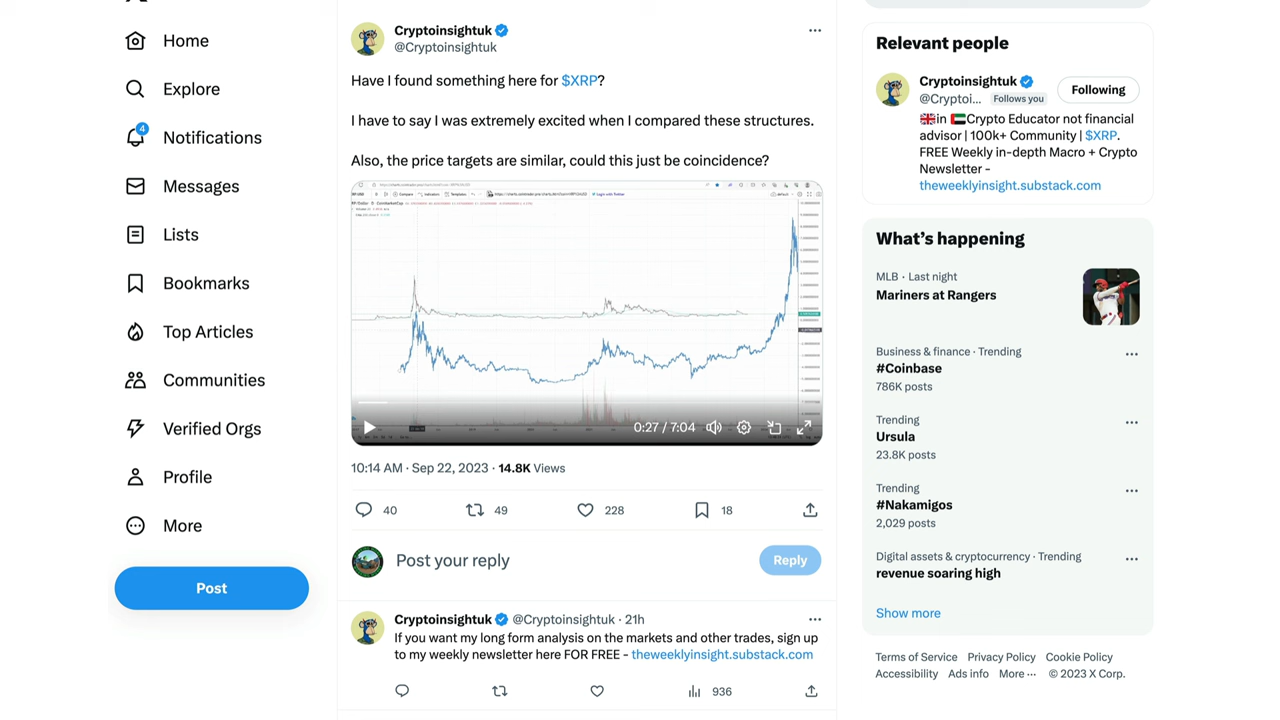 Home
Explore
4
Notifications
Messages
Lists
Bookmarks
Top Articles
Communities
Verified Orgs
Profile
More
Post
Cryptoinsightuk
@Cryptoinsightuk
Have I found something here for $XRP?
I have to say I was extremely excited when I compared these structures.
Also, the price targets are similar, could this just be coincidence?
0:27 / 7:04
10:14 AM · Sep 22, 2023 · 14.8K Views
40 49 228 18
Post your reply
Reply
Cryptoinsightuk @Cryptoinsightuk · 21h
If you want my long form analysis on the markets and other trades, sign up
to my weekly newsletter here FOR FREE - theweeklyinsight.substack.com
936
Relevant people
Cryptoinsightuk
@Cryptoi... Follows you
Following
in Crypto Educator not financial
advisor | 100k+ Community | $XRP.
FREE Weekly in-depth Macro + Crypto
Newsletter -
theweeklyinsight.substack.com
What's happening
MLB · Last night
Mariners at Rangers
Business & finance · Trending
#Coinbase
786K posts
Trending
Ursula
23.8K posts
Trending
#Nakamigos
2,029 posts
Digital assets & cryptocurrency · Trending
revenue soaring high
Show more
Terms of Service Privacy Policy Cookie Policy
Accessibility Ads info More ··· © 2023 X Corp.